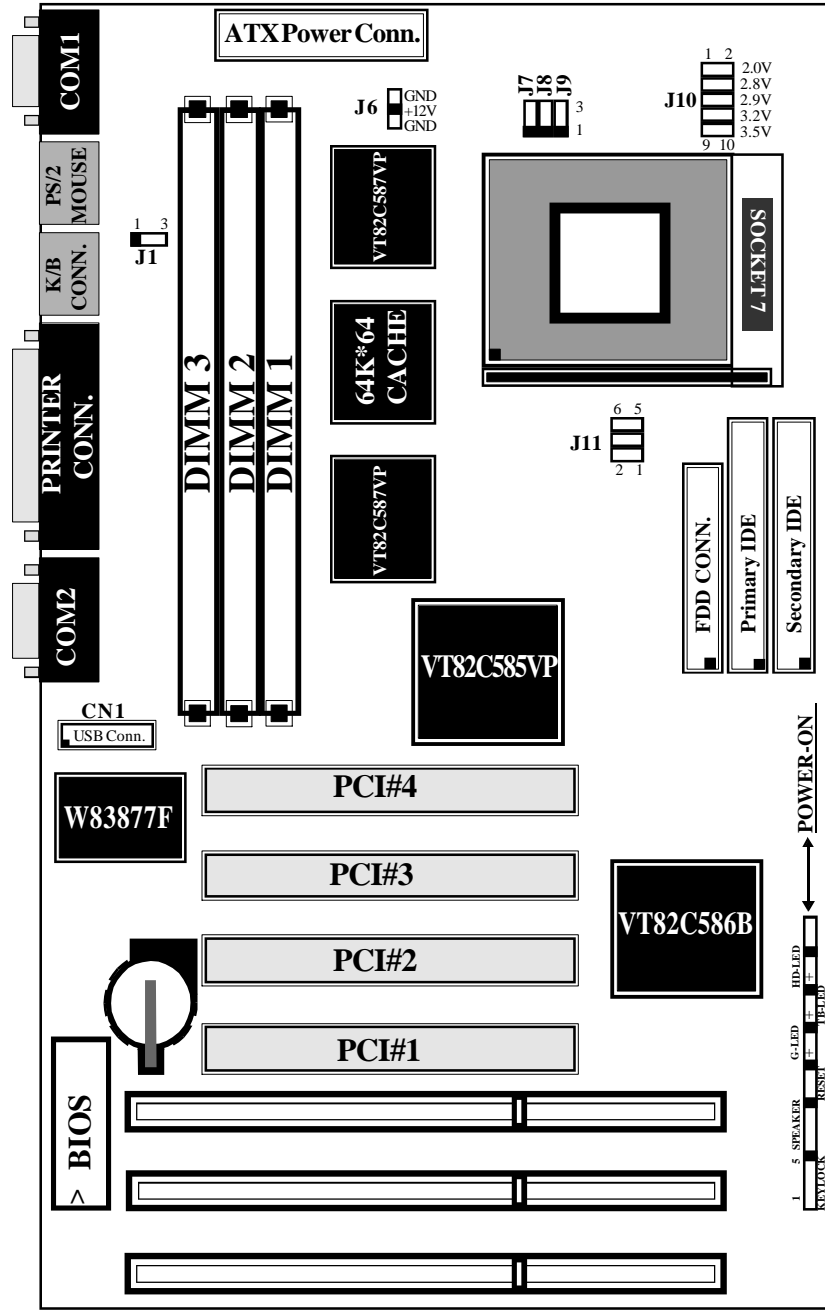 ATX Power Conn.
COM1
PS/2
MOUSE
K/B
CONN.
PRINTER
CONN.
COM2
1 3
J1
J6
GND
+12V
GND
J7
J8
J9
3
1
J10
1 2
2.0V
2.8V
2.9V
3.2V
3.5V
9 10
VT82C587VP
64K*64
CACHE
VT82C587VP
SOCKET 7
DIMM 3
DIMM 2
DIMM 1
6 5
J11
2 1
FDD CONN.
Primary IDE
Secondary IDE
VT82C585VP
CN1
USB Conn.
W83877F
PCI#4
PCI#3
PCI#2
PCI#1
VT82C586B
POWER-ON
HD-LED
+
TB-LED
+
G-LED
+
RESET
SPEAKER
5
1
KEYLOCK
> BIOS